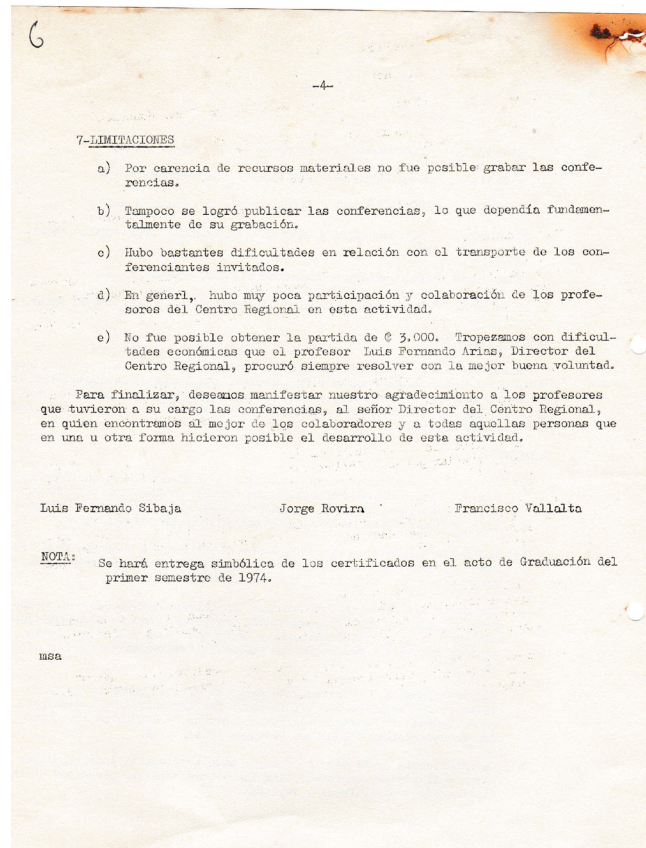 6
-4-
7-LIMITACIONES
a) Por carencia de recursos materiales no fue posible grabar las confe-
rencias.
b) Tampoco se logró publicar las conferencias, lo que dependía fundamen-
talmente de su grabación.
c) Hubo bastantes dificultades en relación con el transporte de los con-
ferenciantes invitados.
d) En generl,. hubo muy poca participación y colaboración de los profe-
sores del Centro Regional en esta actividad.
e) No fue posible obtener la partida de ₡ 3.000. Tropezamos con dificul-
tades económicas que el profesor Luis Fernando Arias, Director del
Centro Regional, procuró siempre resolver con la mejor buena voluntad.
Para finalizar, deseamos manifestar nuestro agradecimiento a los profesores
que tuvieron a su cargo las conferencias, al señor Director del Centro Regional,
en quien encontramos al mejor de los colaboradores y a todas aquellas personas que
en una u otra forma hicieron posible el desarrollo de esta actividad.
Luis Fernando Sibaja Jorge Rovira Francisco Vallalta
NOTA: Se hará entrega simbólica de los certificados en el acto de Graduación del
primer semestre de 1974.
msa